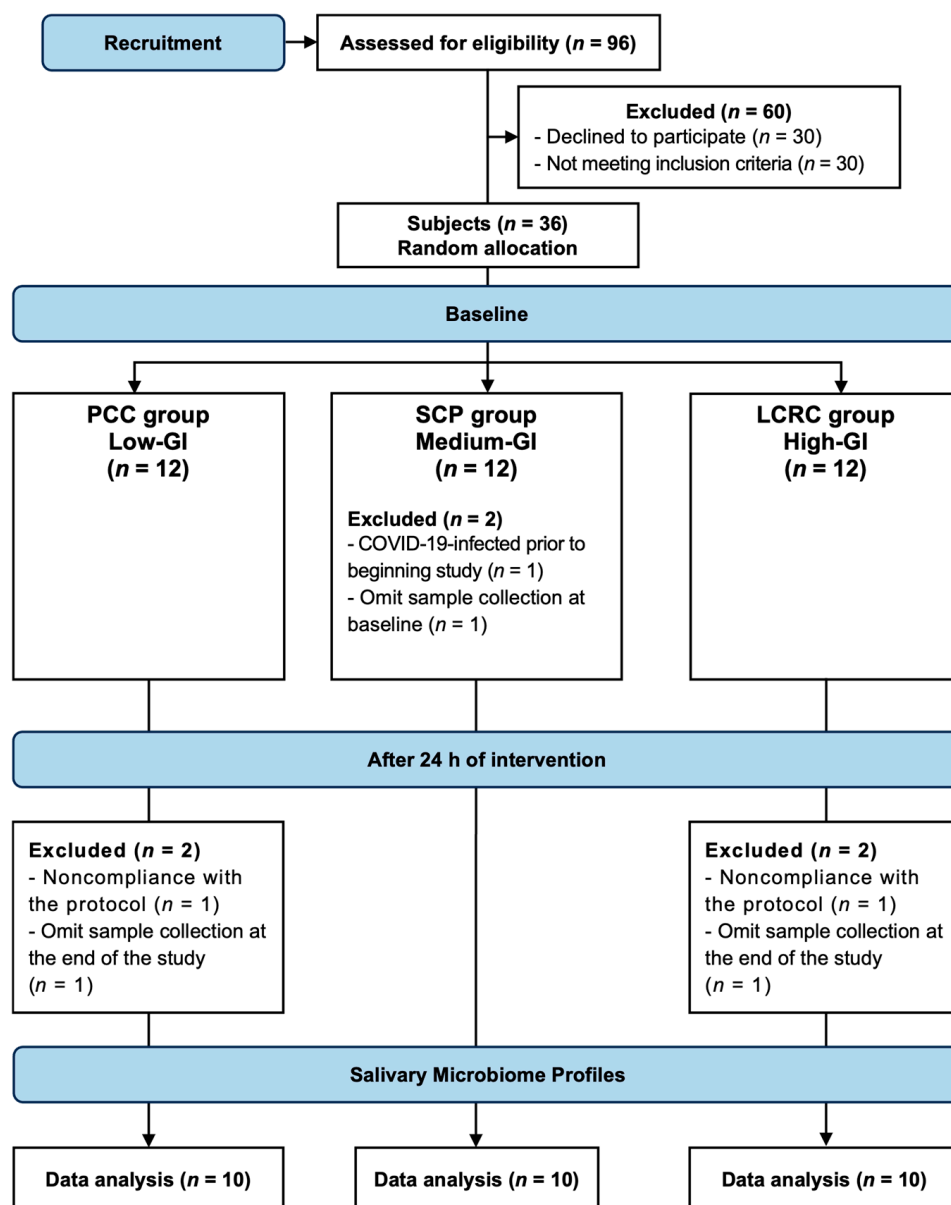 Recruitment
Assessed for eligibility (n = 96)
Excluded (n = 60)
- Declined to participate (n = 30)
- Not meeting inclusion criteria (n = 30)
Subjects (n = 36)
Random allocation
Baseline
PCC group
Low-GI
(n = 12)
SCP group
Medium-GI
(n = 12)
Excluded (n = 2)
- COVID-19-infected prior to
beginning study (n = 1)
- Omit sample collection at
baseline (n = 1)
LCRC group
High-GI
(n = 12)
After 24 h of intervention
Excluded (n = 2)
- Noncompliance with
the protocol (n = 1)
- Omit sample collection at
the end of the study
(n = 1)
Excluded (n = 2)
- Noncompliance with
the protocol (n = 1)
- Omit sample collection at
the end of the study
(n = 1)
Salivary Microbiome Profiles
Data analysis (n = 10)
Data analysis (n = 10)
Data analysis (n = 10)